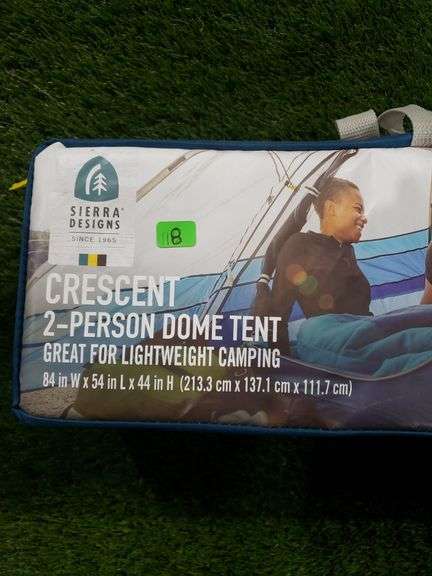 SIERRA®
DESIGNS
SINCE 1965
18
CRESCENT
2-PERSON DOME TENT
GREAT FOR LIGHTWEIGHT CAMPING
84 in W x 54 in L x 44 in H (213.3 cm x 137.1 cm x 111.7 cm)